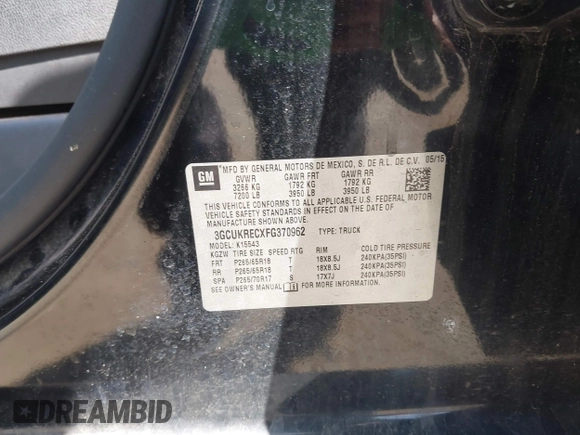 GM
MFD BY GENERAL MOTORS DE MEXICO, S. DE R.L. DE C.V. 05/15
GVWR GAWR FRT GAWR RR
3266 KG 1792 KG 1792 KG
7200 LB 3950 LB 3950 LB
THIS VEHICLE CONFORMS TO ALL APPLICABLE U.S. FEDERAL MOTOR
VEHICLE SAFETY STANDARDS IN EFFECT ON THE DATE OF
MANUFACTURE SHOWN ABOVE.
3GCUKRECXFG370962 TYPE: TRUCK
MODEL: K15543
KGZW TIRE SIZE SPEED RTG RIM COLD TIRE PRESSURE
FRT P265/65R18 T 18X8.5J 240KPA(35PSI)
RR P265/65R18 T 18X8.5J 240KPA(35PSI)
SPA P265/70R17 S 17X7J 240KPA(35PSI)
SEE OWNER'S MANUAL
DREAMBID